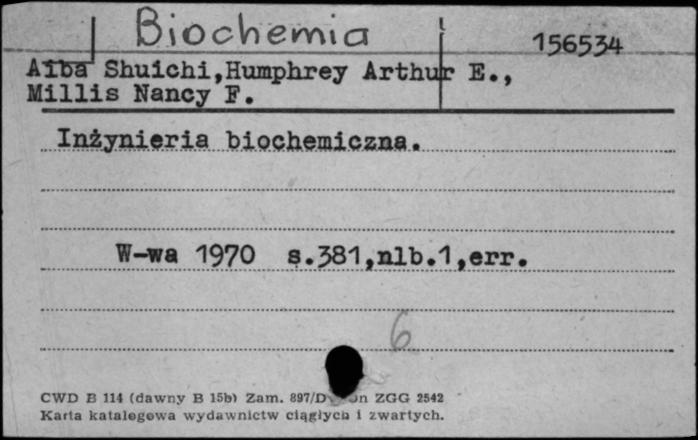 Biochemia
156534
Aiba Shuichi,Humphrey Arthur E.,
Millis Nancy F.
Inżynieria biochemiczna.
W-wa 1970 s.381,nlb.1,err.
6
CWD B 114 (dawny B 15b) Zam. 897/D ZGG 2542
Karta katalogowa wydawnictw ciągłych i zwartych.